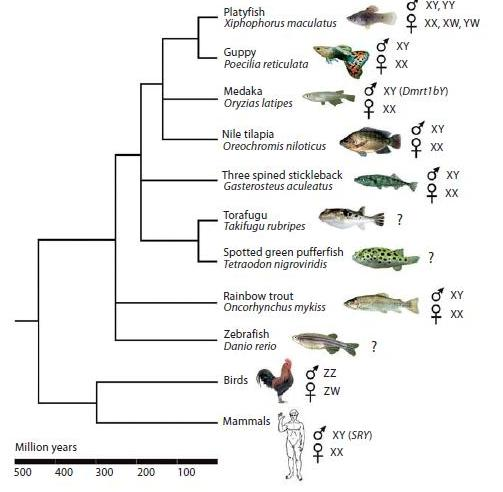 Platyfish
Xiphophorus maculatus
♂ XY, YY
♀ XX, XW, YW
Guppy
Poecilia reticulata
♂ XY
♀ XX
Medaka
Oryzias latipes
♂ XY (Dmrt1bY)
♀ XX
Nile tilapia
Oreochromis niloticus
♂ XY
♀ XX
Three spined stickleback
Gasterosteus aculeatus
♂ XY
♀ XX
Torafugu
Takifugu rubripes
?
Spotted green pufferfish
Tetraodon nigroviridis
?
Rainbow trout
Oncorhynchus mykiss
♂ XY
♀ XX
Zebrafish
Danio rerio
?
Birds
♂ ZZ
♀ ZW
Mammals
♂ XY (SRY)
♀ XX
Million years
500 400 300 200 100